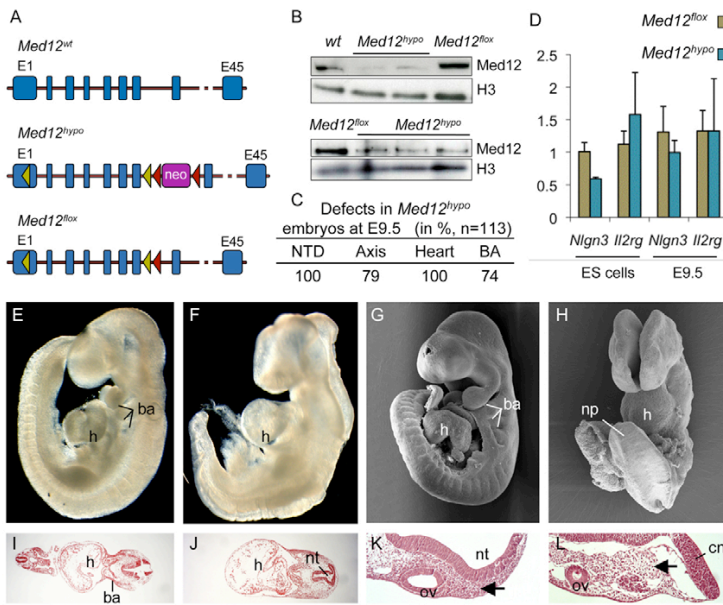 A
Med12wt
E1
E45
Med12hypo
E1
neo
E45
Med12flox
E1
E45
B
wt Med12hypo Med12flox
Med12
H3
Med12flox Med12hypo
Med12
H3
C
Defects in Med12hypo
embryos at E9.5 (in %, n=113)
NTD Axis Heart BA
100 79 100 74
D
Med12flox
Med12hypo
2.5
2
1.5
1
0.5
0
Nlgn3 Il2rg Nlgn3 Il2rg
ES cells E9.5
E
ba
h
F
h
G
ba
h
H
np
h
I
h
ba
J
h
nt
K
nt
ov
L
ov